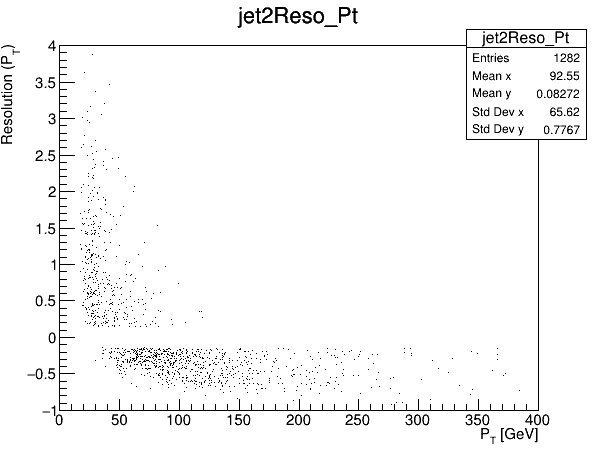 jet2Reso_Pt
jet2Reso_Pt
Entries 1282
Mean x 92.55
Mean y 0.08272
Std Dev x 65.62
Std Dev y 0.7767
Resolution (P_T)
4
3.5
3
2.5
2
1.5
1
0.5
0
−0.5
−1
0 50 100 150 200 250 300 350 400
P_T [GeV]